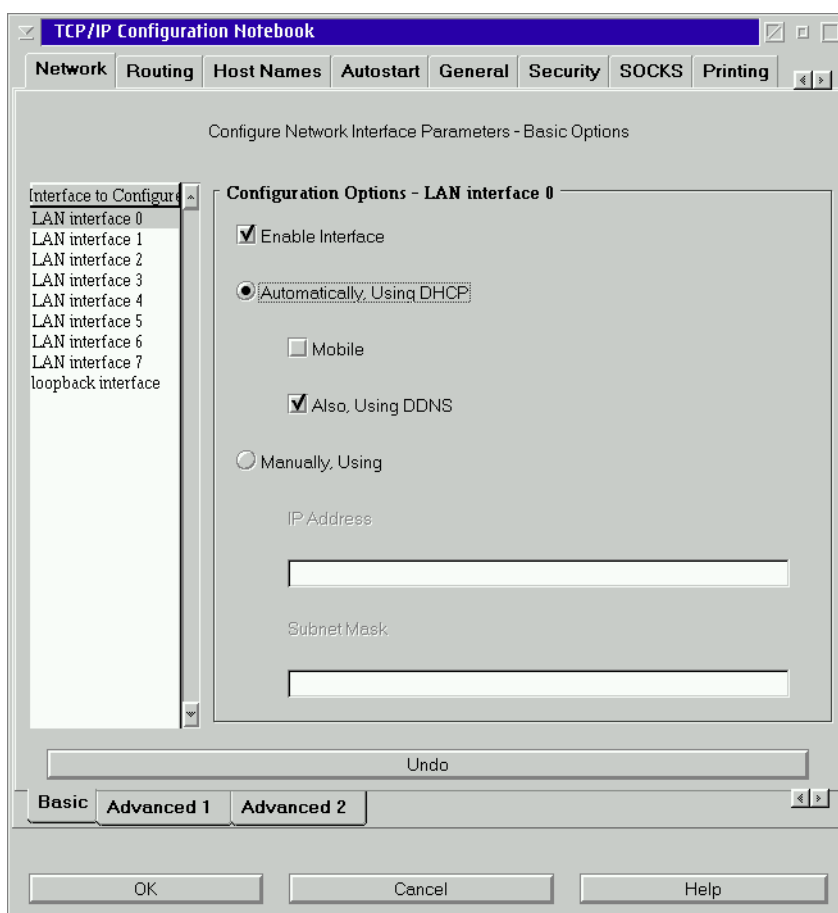 TCP/IP Configuration Notebook
Network Routing Host Names Autostart General Security SOCKS Printing
Configure Network Interface Parameters - Basic Options
Interface to Configure
LAN interface 0
LAN interface 1
LAN interface 2
LAN interface 3
LAN interface 4
LAN interface 5
LAN interface 6
LAN interface 7
loopback interface
Configuration Options - LAN interface 0
Enable Interface
Automatically, Using DHCP
Mobile
Also, Using DDNS
Manually, Using
IP Address
Subnet Mask
Undo
Basic Advanced 1 Advanced 2
OK Cancel Help